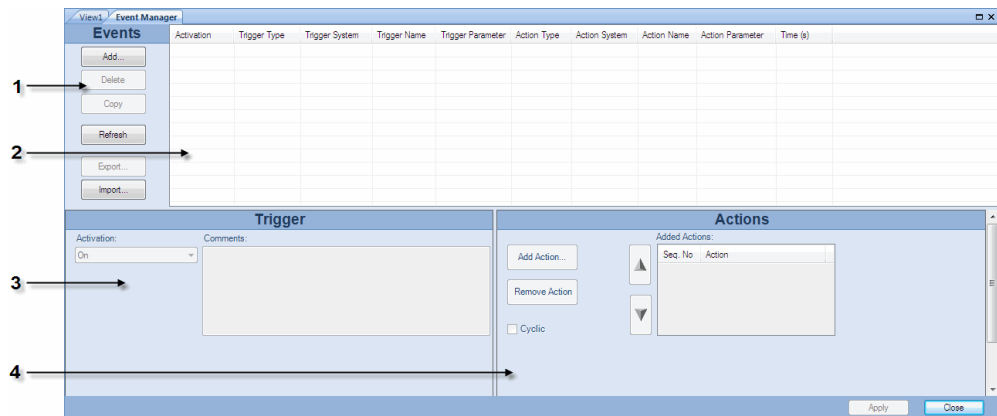 View1 Event Manager
Events
Activation Trigger Type Trigger System Trigger Name Trigger Parameter Action Type Action System Action Name Action Parameter Time (s)
Add...
1
Delete
Copy
Refresh
2
Export...
Import...
Trigger
Activation:
Comments:
On
3
Actions
Added Actions:
Add Action...
Seq. No Action
Remove Action
Cyclic
4
Apply
Close